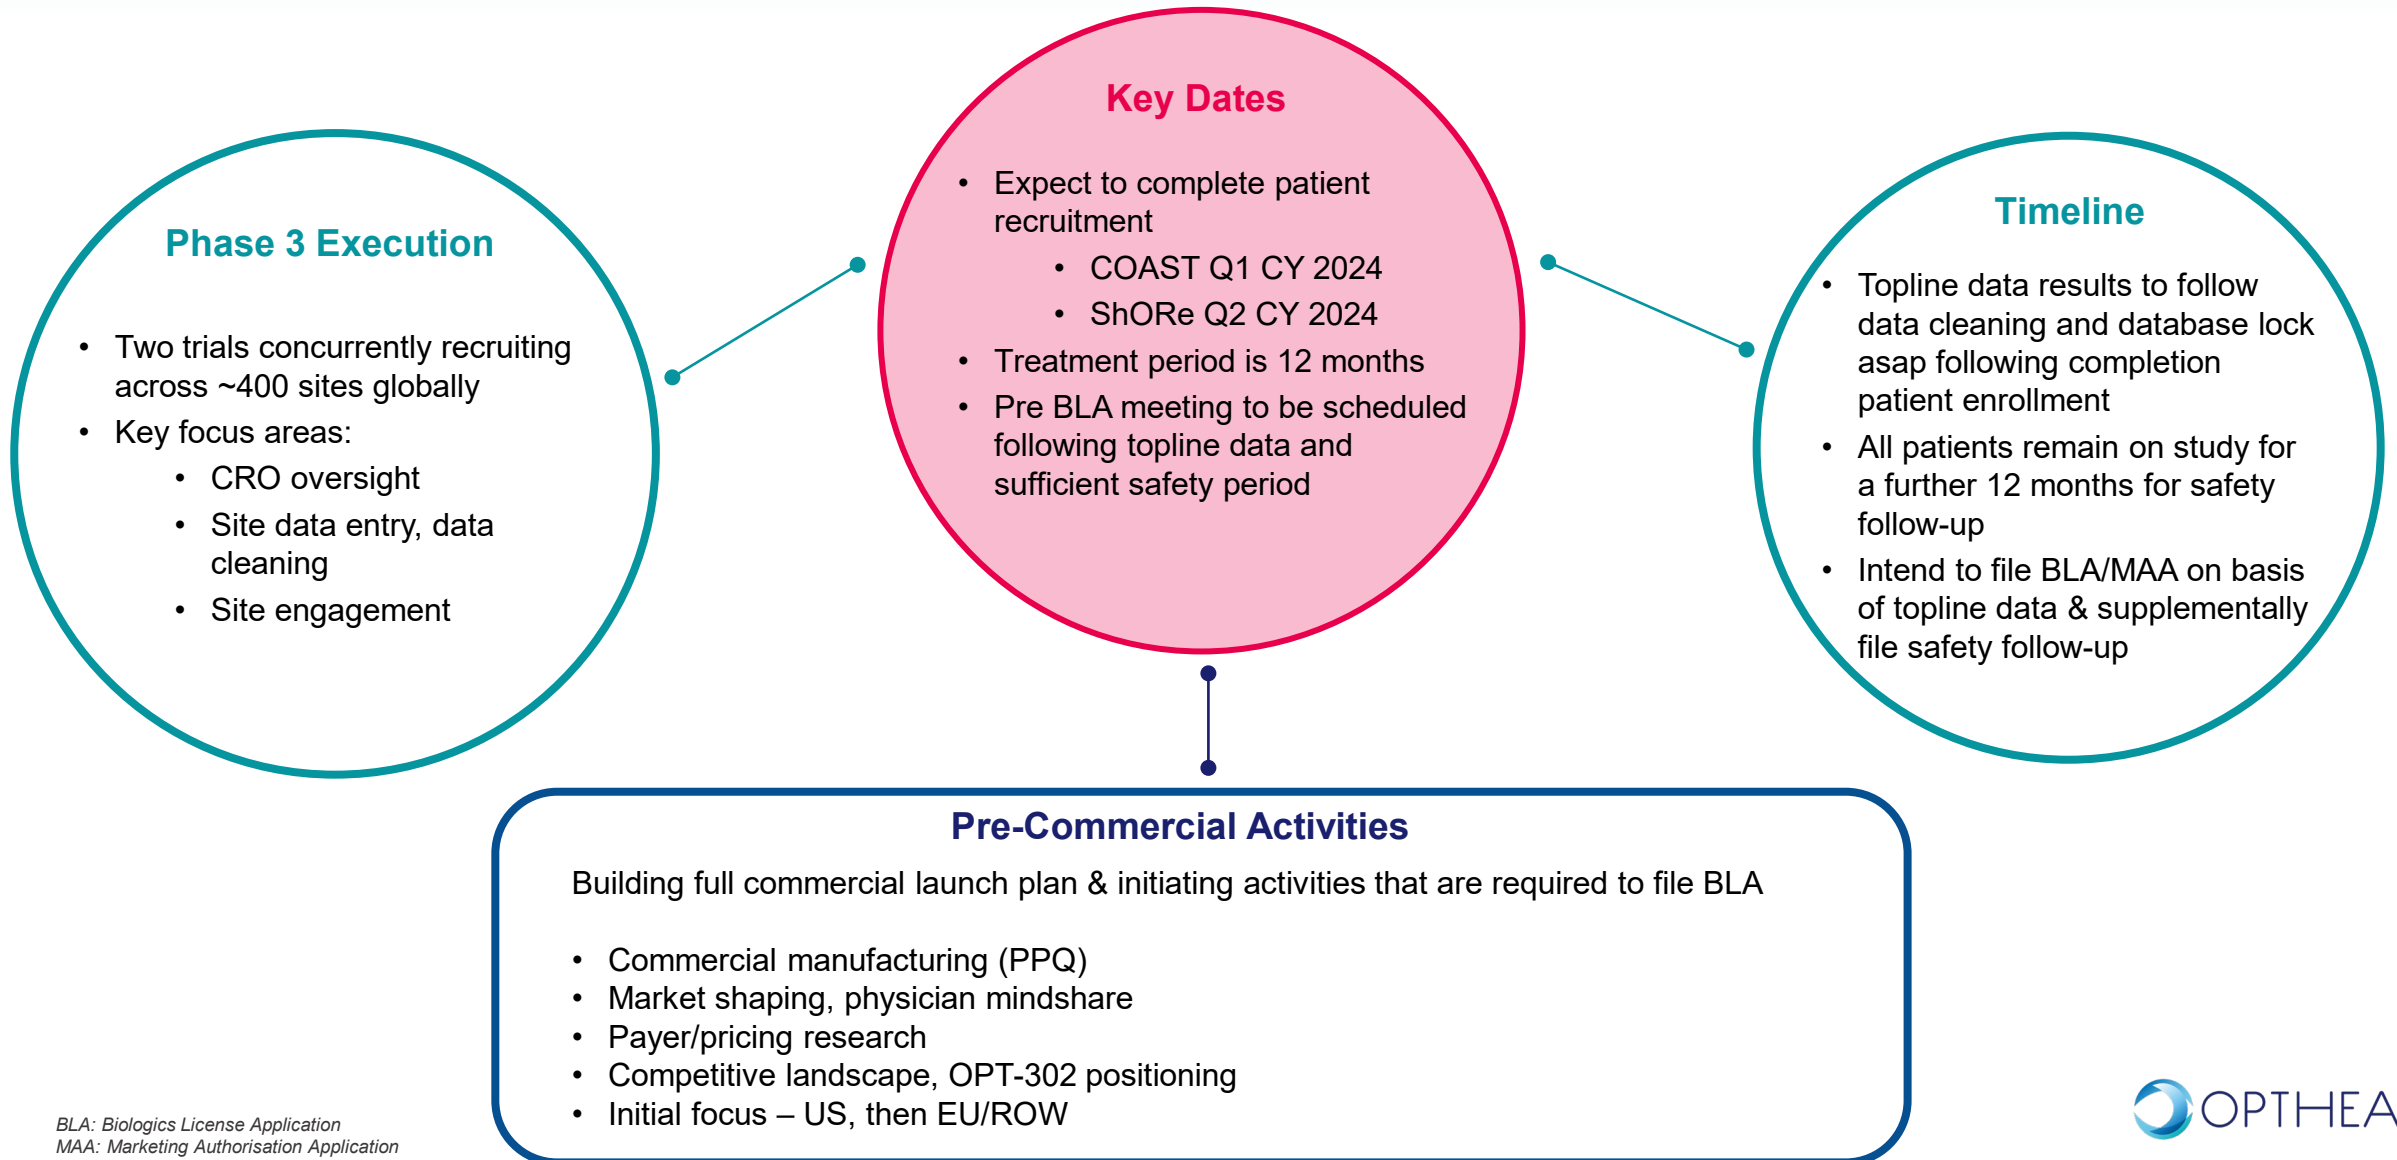 Phase 3 Execution
• Two trials concurrently recruiting
across ~400 sites globally
• Key focus areas:
• CRO oversight
• Site data entry, data
cleaning
• Site engagement
Key Dates
• Expect to complete patient
recruitment
• COAST Q1 CY 2024
• ShORe Q2 CY 2024
• Treatment period is 12 months
• Pre BLA meeting to be scheduled
following topline data and
sufficient safety period
Timeline
• Topline data results to follow
data cleaning and database lock
asap following completion
patient enrollment
• All patients remain on study for
a further 12 months for safety
follow-up
• Intend to file BLA/MAA on basis
of topline data & supplementally
file safety follow-up
Pre-Commercial Activities
Building full commercial launch plan & initiating activities that are required to file BLA
• Commercial manufacturing (PPQ)
• Market shaping, physician mindshare
• Payer/pricing research
• Competitive landscape, OPT-302 positioning
• Initial focus – US, then EU/ROW
BLA: Biologics License Application
MAA: Marketing Authorisation Application
OPTHEA